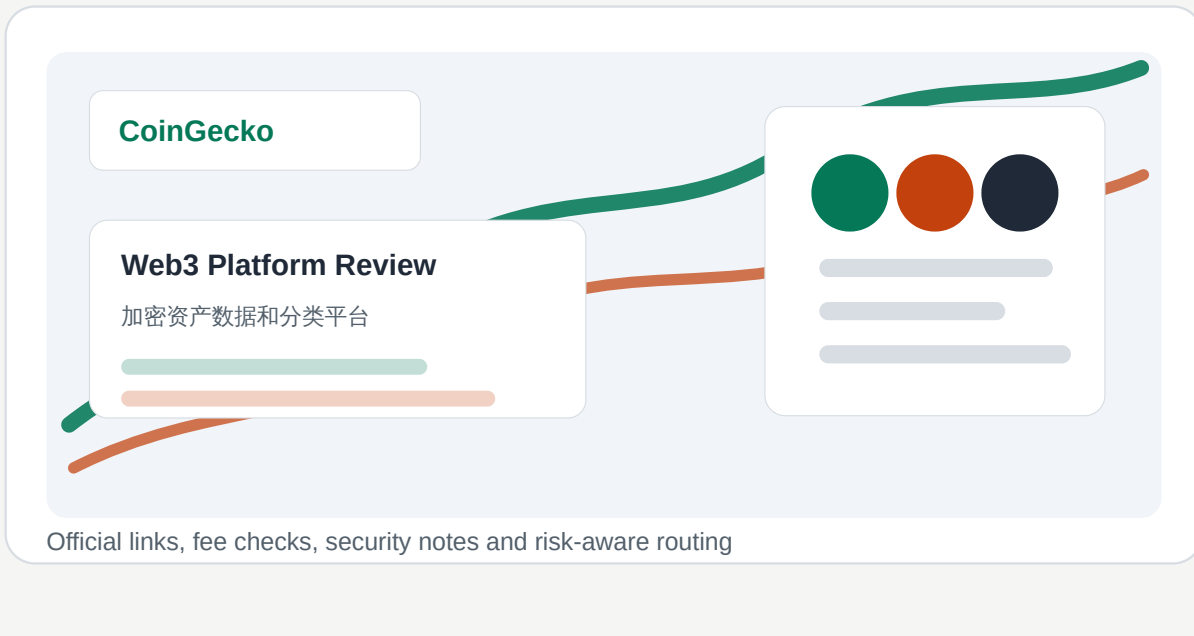 CoinGecko
Web3 Platform Review
加密资产数据和分类平台
Official links, fee checks, security notes and risk-aware routing